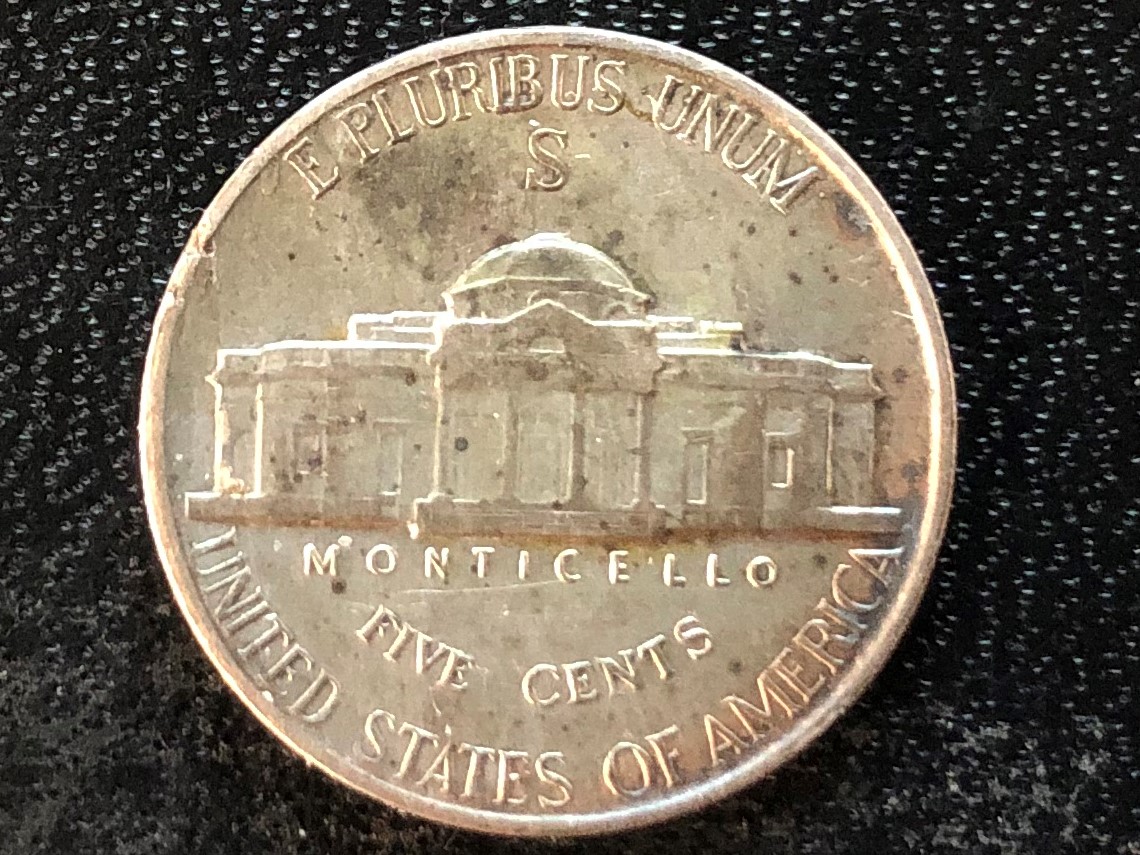 E PLURIBUS UNUM
S
MONTICELLO
FIVE CENTS
UNITED STATES OF AMERICA